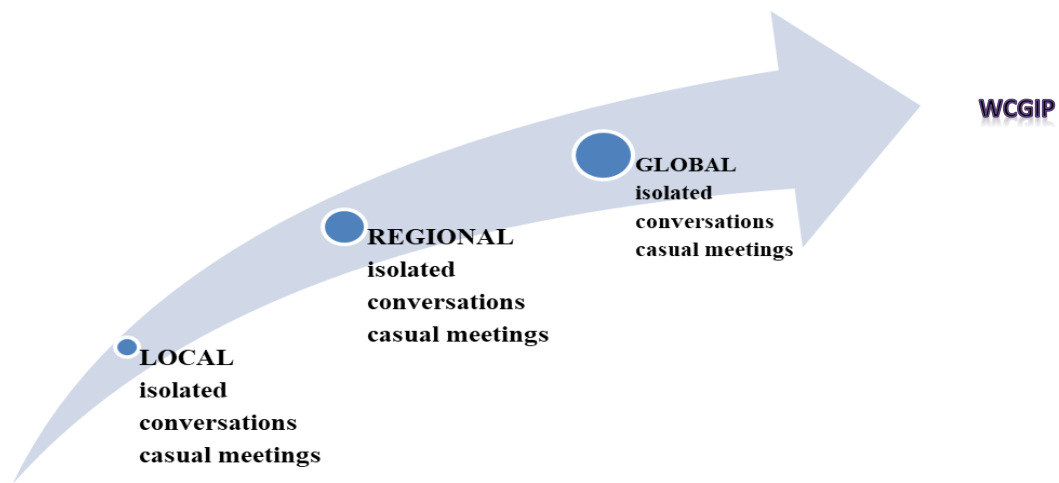 LOCAL
isolated
conversations
casual meetings
REGIONAL
isolated
conversations
casual meetings
GLOBAL
isolated
conversations
casual meetings
WCGIP